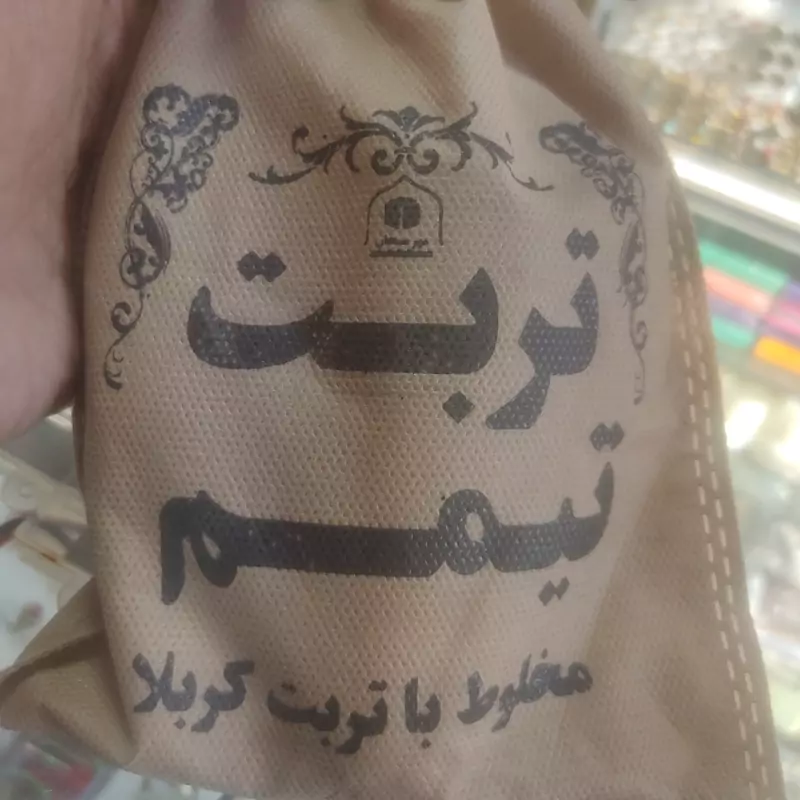 تربت
تیمم
مخلوط با تربت کربلا